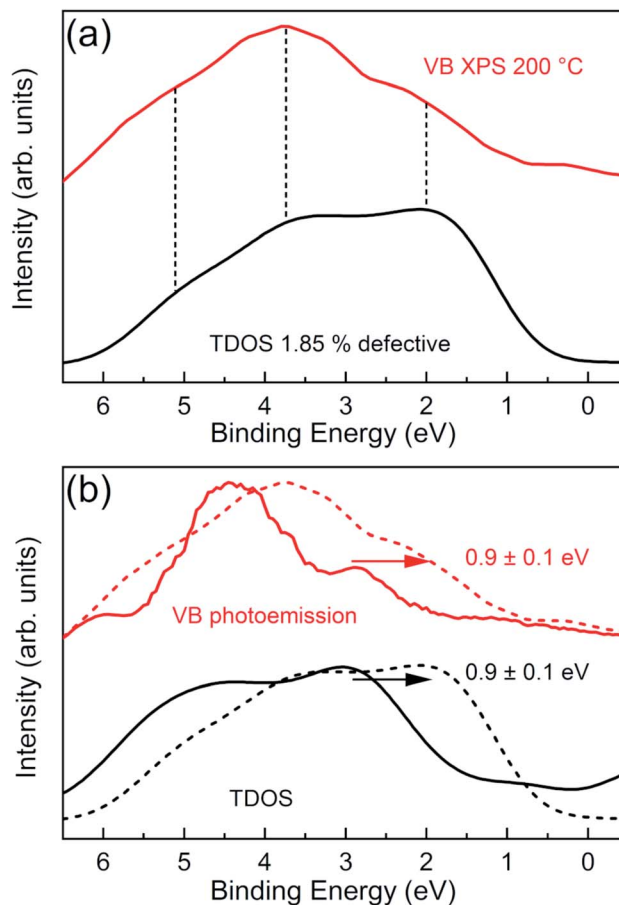 (a)
VB XPS 200 °C
TDOS 1.85 % defective
Intensity (arb. units)
6 5 4 3 2 1 0
Binding Energy (eV)
(b)
0.9 ± 0.1 eV
VB photoemission
0.9 ± 0.1 eV
TDOS
Intensity (arb. units)
6 5 4 3 2 1 0
Binding Energy (eV)